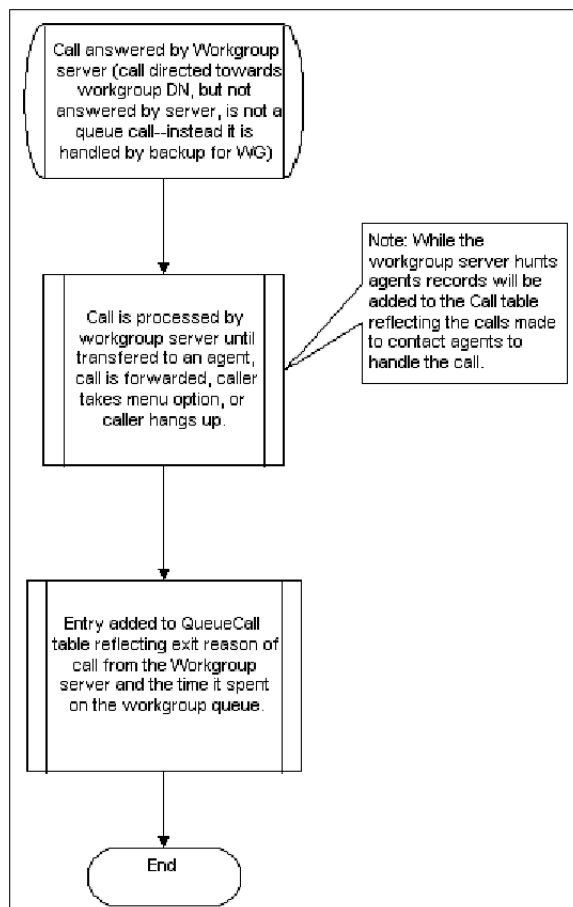 Call answered by Workgroup
server (call directed towards
workgroup DN, but not
answered by server, is not a
queue call--instead it is
handled by backup for WG)
Note: While the
workgroup server hunts
agents records will be
added to the Call table
reflecting the calls made
to contact agents to
handle the call.
Call is processed by
workgroup server until
transfered to an agent,
call is forwarded, caller
takes menu option, or
caller hangs up.
Entry added to QueueCall
table reflecting exit reason of
call from the Workgroup
server and the time it spent
on the workgroup queue.
End